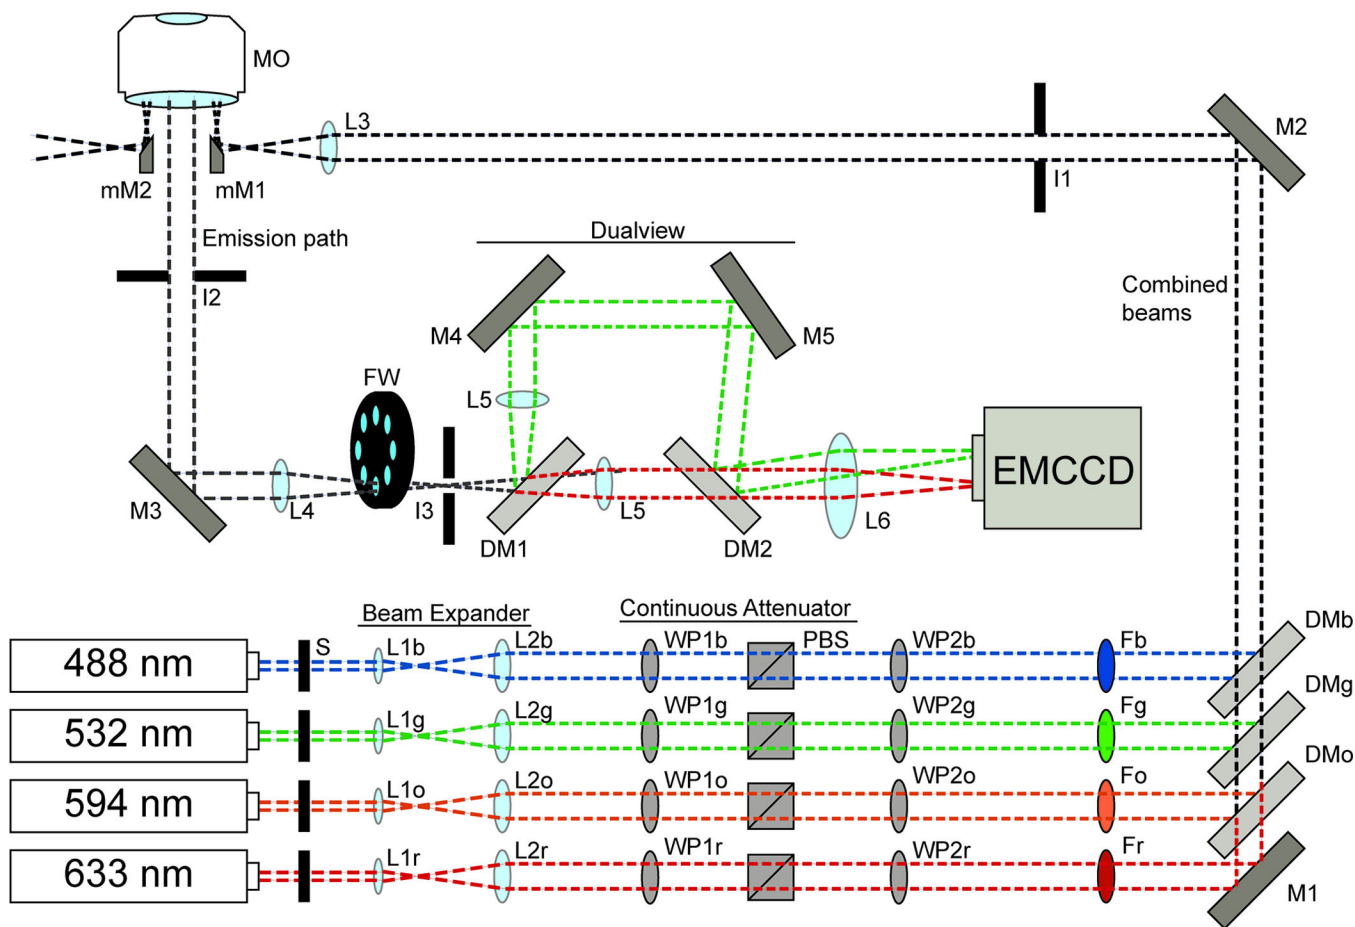 MO
L3
M2
mM2
mM1
I1
Emission path
Dualview
I2
Combined
beams
M4
M5
FW
L5
EMCCD
M3
L4
I3
L5
L6
DM1
DM2
Beam Expander
Continuous Attenuator
DMb
488 nm
S
L1b
L2b
WP1b
PBS
WP2b
Fb
DMg
532 nm
L1g
L2g
WP1g
WP2g
Fg
DMo
594 nm
L1o
L2o
WP1o
WP2o
Fo
633 nm
L1r
L2r
WP1r
WP2r
Fr
M1